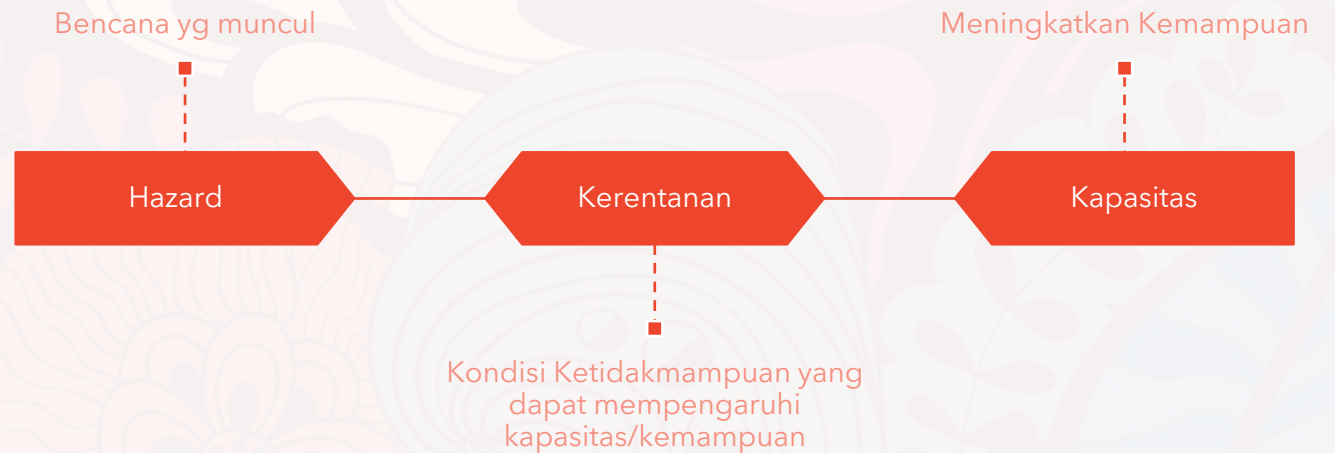 Bencana yg muncul
Meningkatkan Kemampuan
Hazard
Kerentanan
Kapasitas
Kondisi Ketidakmampuan yang
dapat mempengaruhi
kapasitas/kemampuan